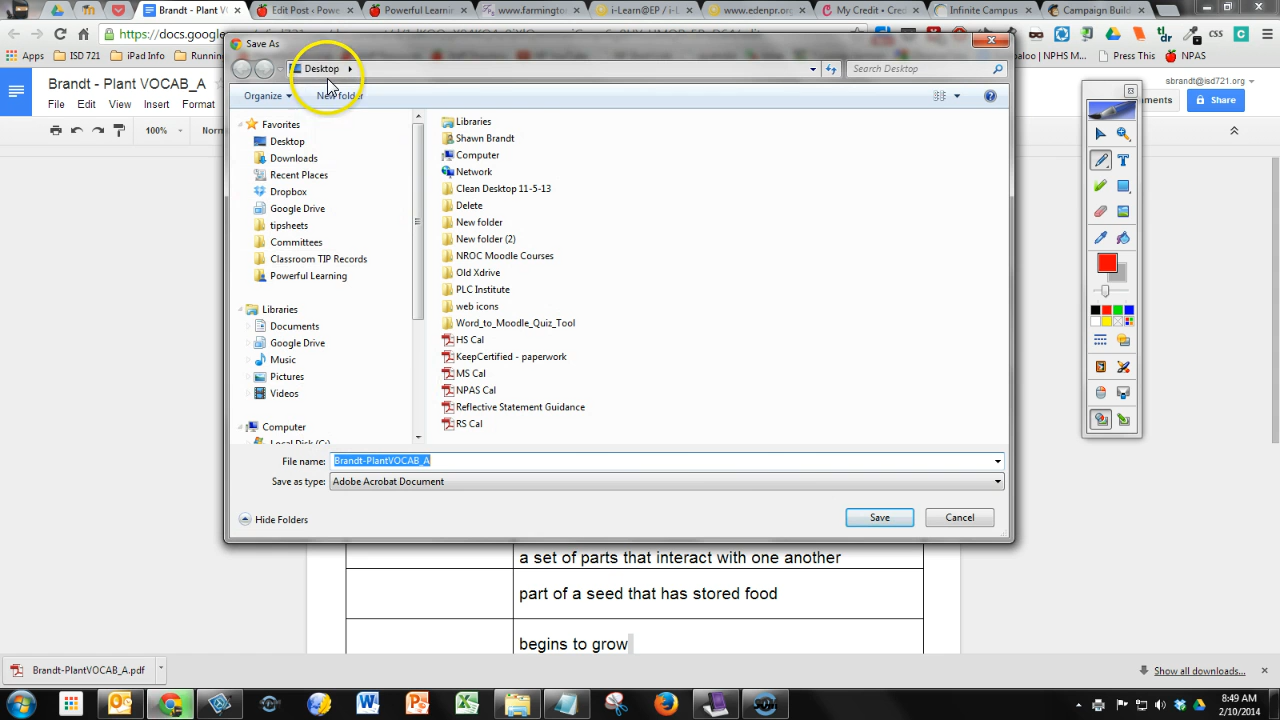 Brandt - Plant V
Edit Post ‹ Powerful Le
Powerful Learning
www.farmington
i-Learn@EP / i-L
www.edenpr.org
My Credit • Credit
Infinite Campus
Campaign Build
https://docs.google
Apps
ISD 721
iPad Info
Press This
NPAS
Save As
Desktop
Search Desktop
Organize
New folder
Brandt - Plant VOCAB_A
File
Edit
View
Insert
Format
sbrandt@isd721.org
Share
100%
Favorites
Desktop
Downloads
Recent Places
Dropbox
Google Drive
tipsheets
Committees
Classroom TIP Records
Powerful Learning
Libraries
Documents
Google Drive
Music
Pictures
Videos
Computer
Local Disk (C:)
Libraries
Shawn Brandt
Computer
Network
Clean Desktop 11-5-13
Delete
New folder
New folder (2)
NROC Moodle Courses
Old Xdrive
PLC Institute
web icons
Word_to_Moodle_Quiz_Tool
HS Cal
KeepCertified - paperwork
MS Cal
NPAS Cal
Reflective Statement Guidance
RS Cal
File name: Brandt-PlantVOCAB_A
Save as type: Adobe Acrobat Document
Hide Folders
Save
Cancel
a set of parts that interact with one another
part of a seed that has stored food
begins to grow
Brandt-PlantVOCAB_A.pdf
Show all downloads...
8:49 AM
2/10/2014